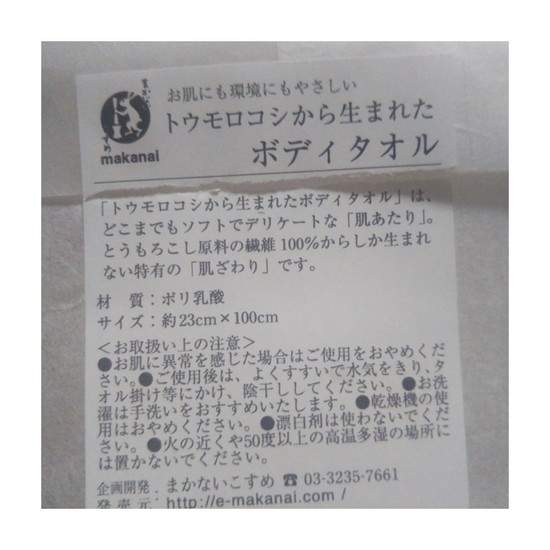 まかない
こすめ
makanai
お肌にも環境にもやさしい
トウモロコシから生まれた
ボディタオル
「トウモロコシから生まれたボディタオル」は、
どこまでもソフトでデリケートな「肌あたり」。
とうもろこし原料の繊維100%からしか生まれ
ない特有の「肌ざわり」です。
材　質：ポリ乳酸
サイズ：約23cm×100cm
＜お取扱い上の注意＞
●お肌に異常を感じた場合はご使用をおやめくだ
さい。●ご使用後は、よくすすいで水気をきり、タ
オル掛け等にかけ、陰干ししてください。●お洗
濯は手洗いをおすすめいたします。●乾燥機の使
用はおやめください。●漂白剤は使わないでくだ
さい。●火の近くや50度以上の高温多湿の場所に
は置かないでください。
企画開発：まかないこすめ ☎ 03-3235-7661
発売元：http://e-makanai.com /